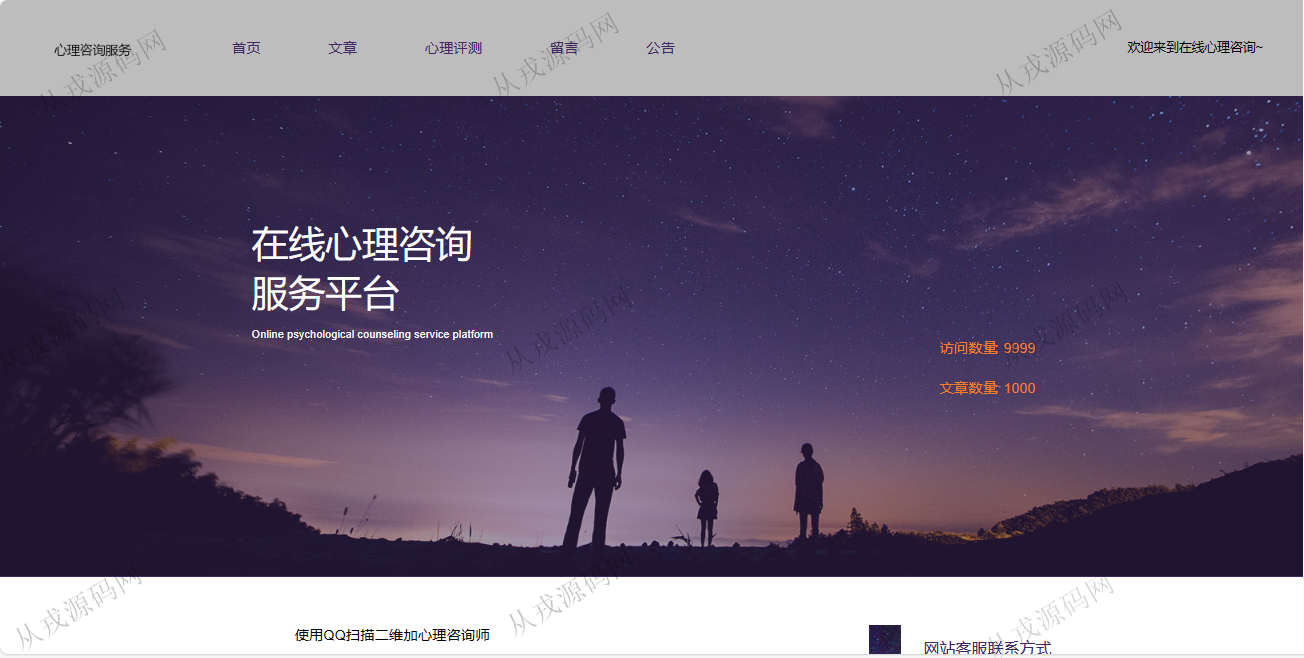 心理咨询服务
首页
文章
心理评测
留言
公告
欢迎来到在线心理咨询~
在线心理咨询
服务平台
Online psychological counseling service platform
访问数量: 9999
文章数量: 1000
使用QQ扫描二维加心理咨询师
网站客服联系方式
从戎源码网
从戎源码网
从戎源码网
从戎源码网
从戎源码网
从戎源码网
从戎源码网
从戎源码网
从戎源码网